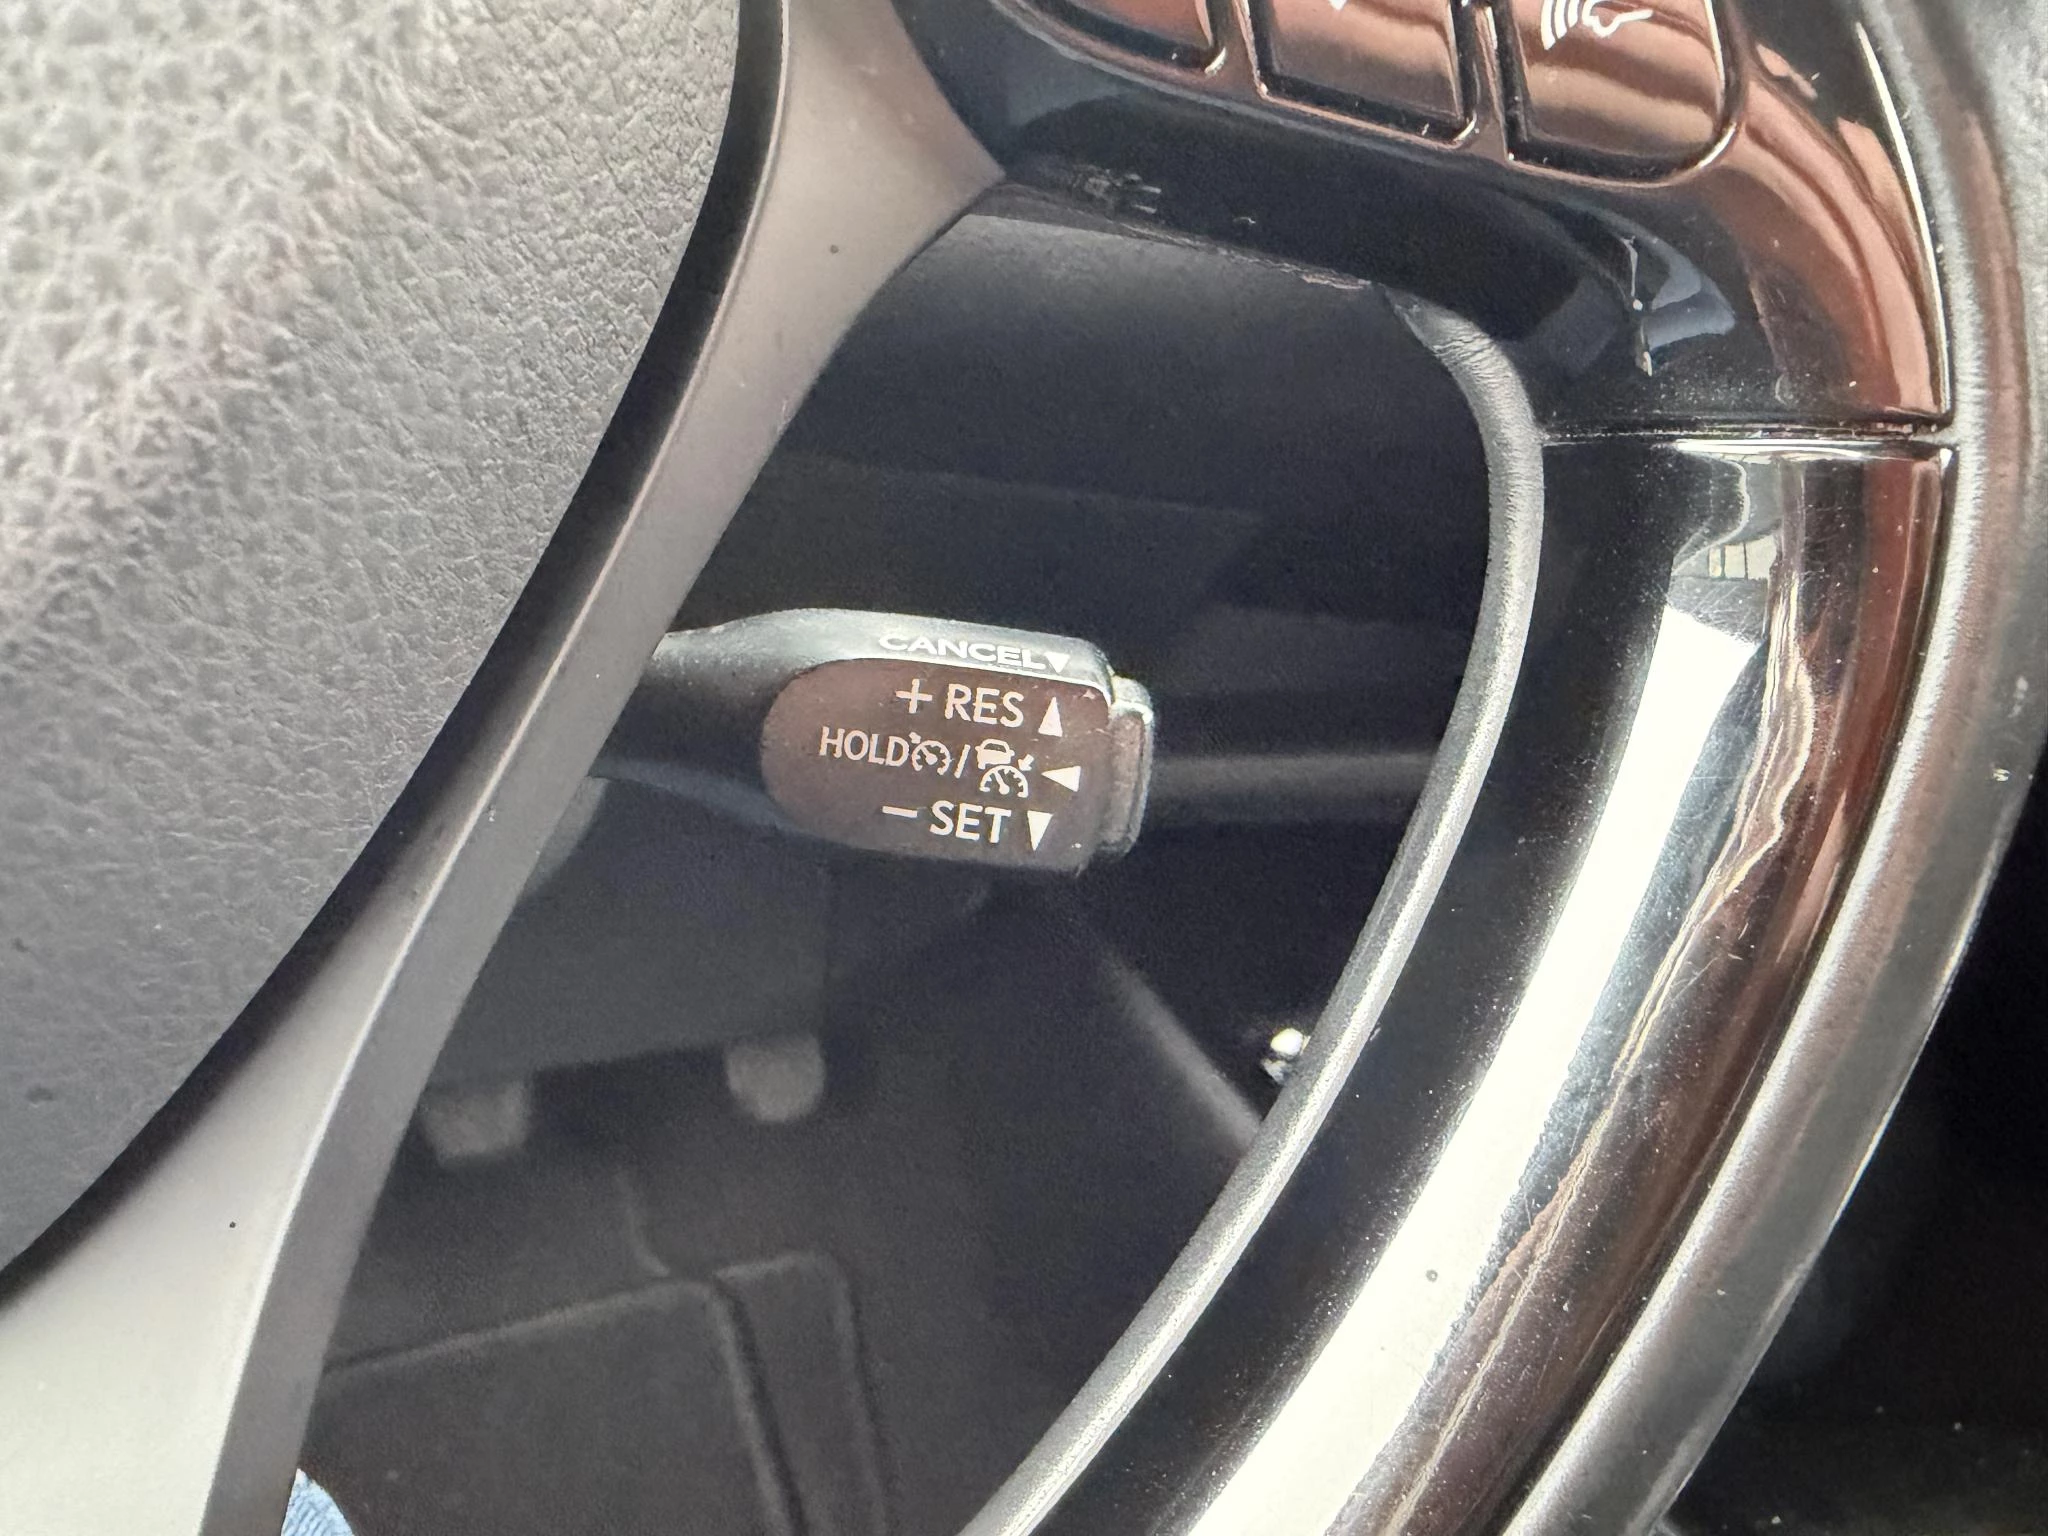 CANCEL▼
+ RES ▲
HOLD / ◀
− SET ▼